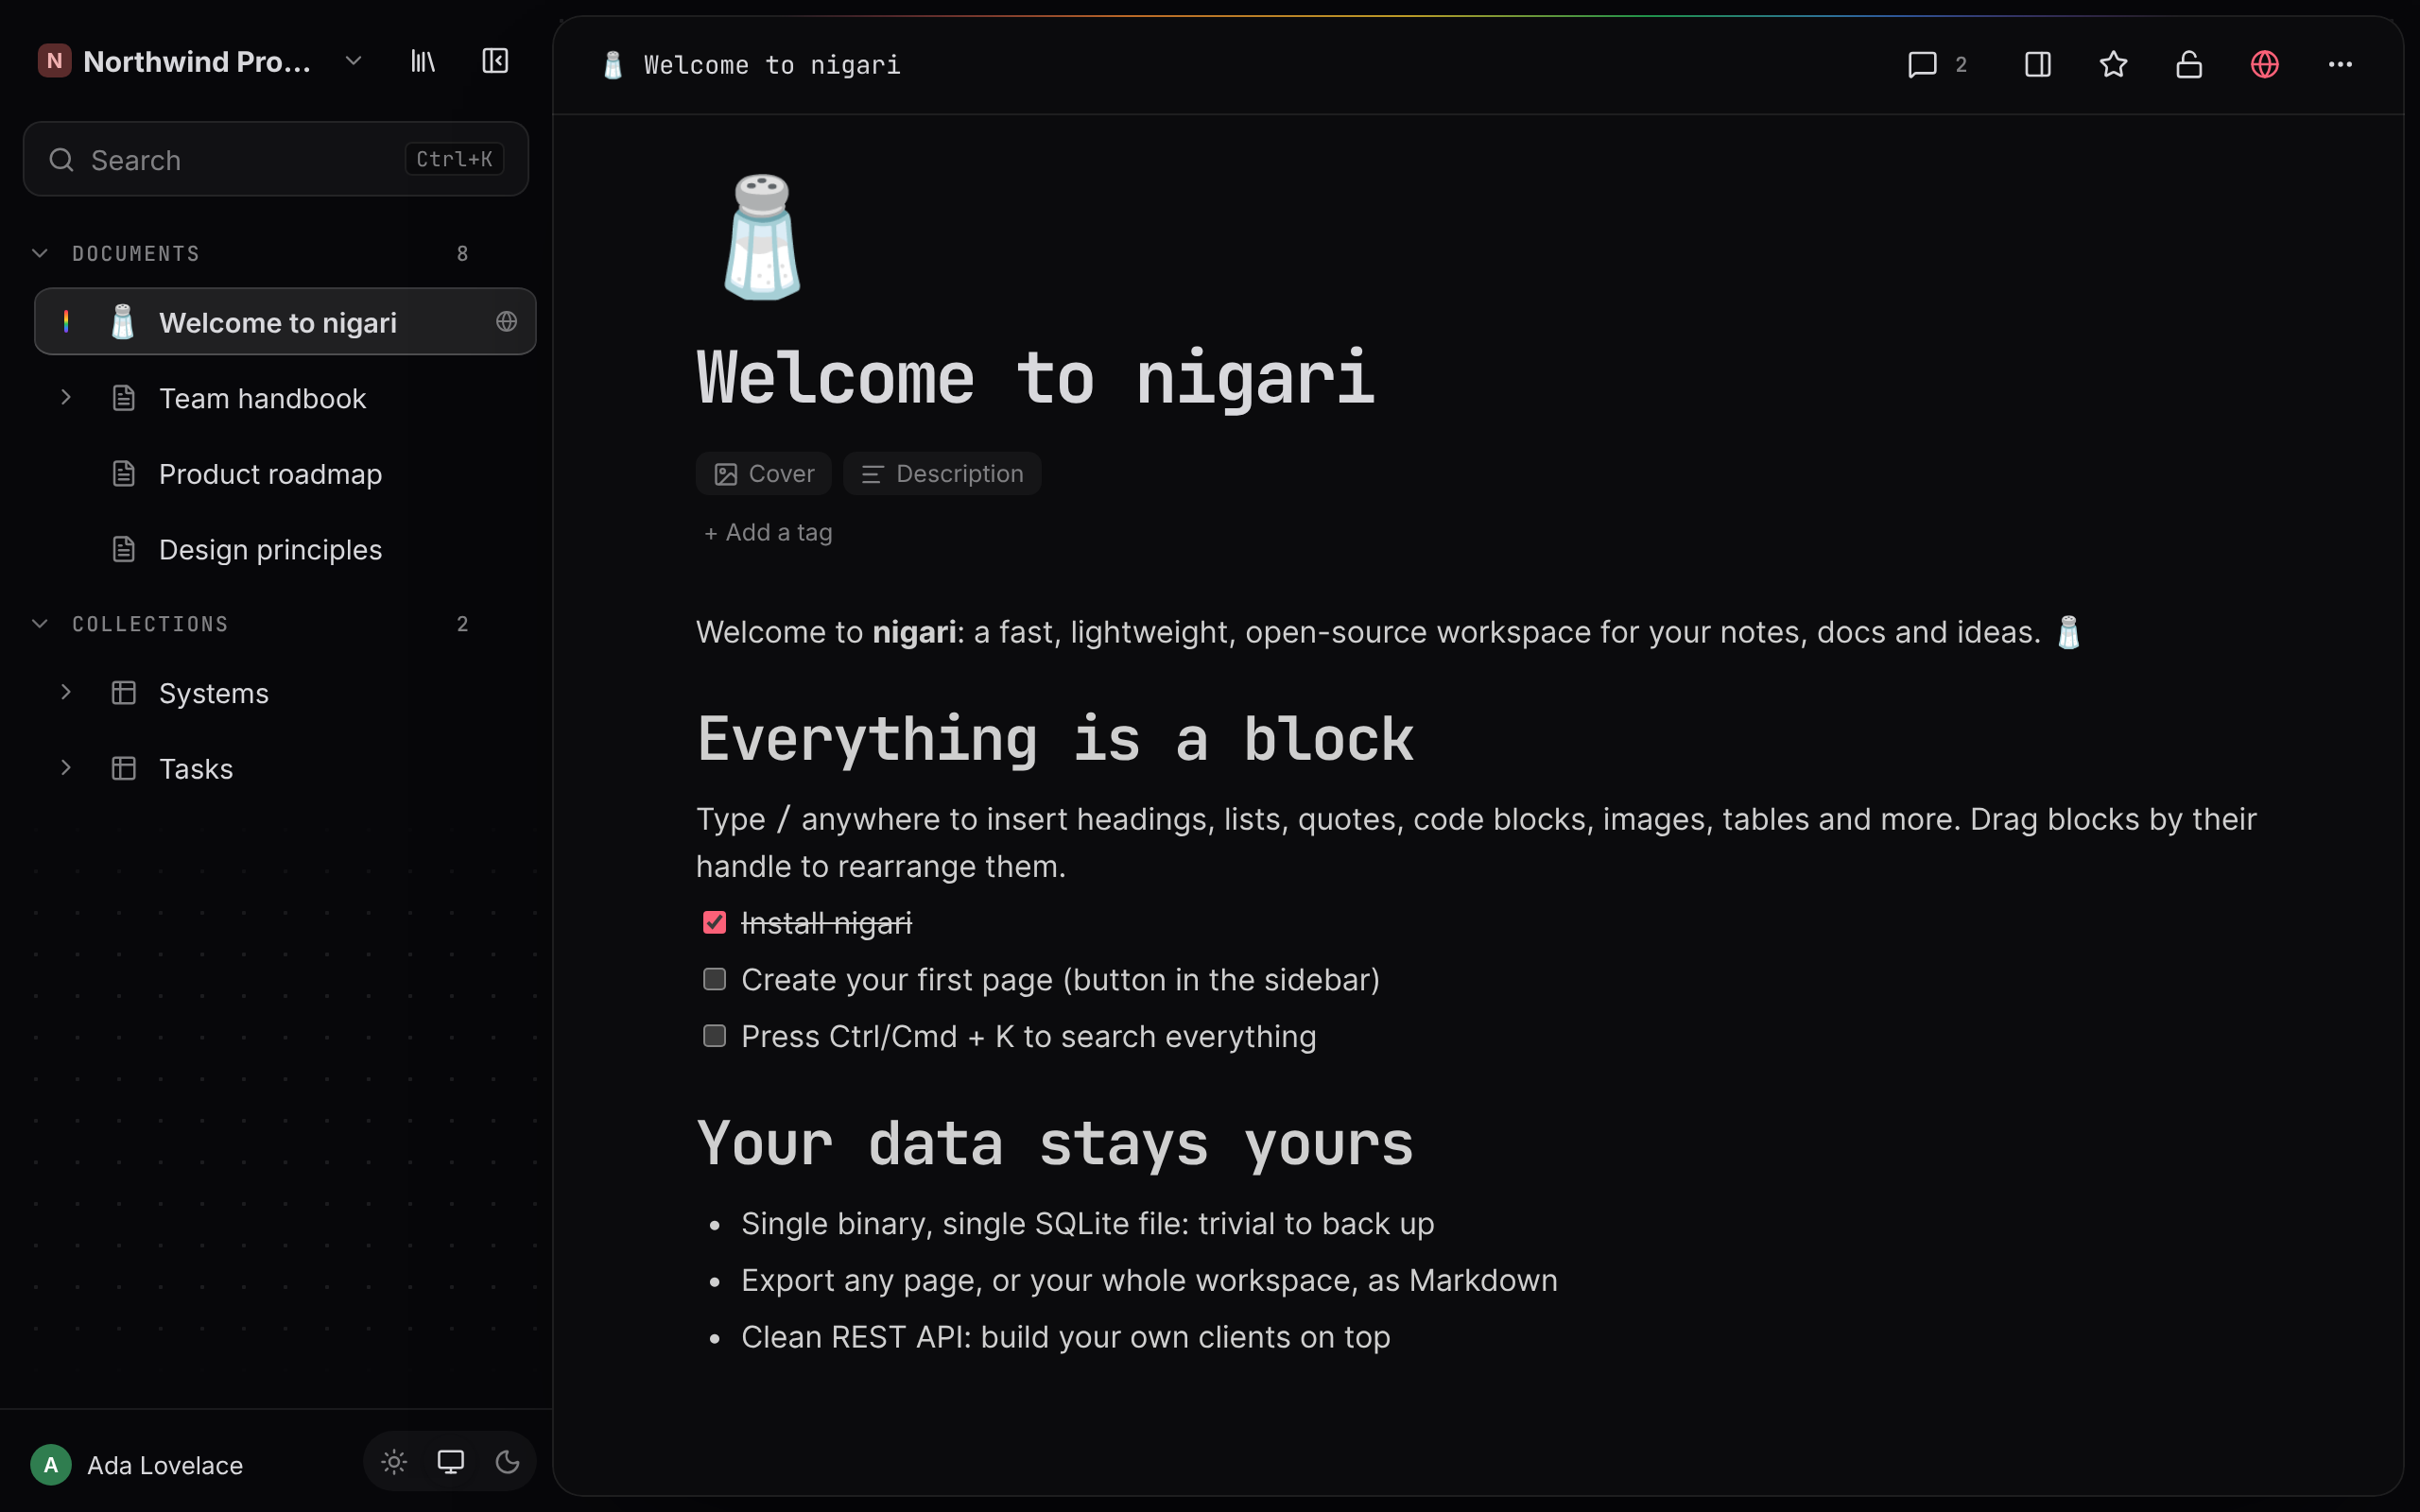 N Northwind Pro...
Search Ctrl+K
DOCUMENTS 8
Welcome to nigari
Team handbook
Product roadmap
Design principles
COLLECTIONS 2
Systems
Tasks
A Ada Lovelace
Welcome to nigari 2
Welcome to nigari
Cover Description
+ Add a tag
Welcome to nigari: a fast, lightweight, open-source workspace for your notes, docs and ideas.
Everything is a block
Type / anywhere to insert headings, lists, quotes, code blocks, images, tables and more. Drag blocks by their
handle to rearrange them.
Install nigari
Create your first page (button in the sidebar)
Press Ctrl/Cmd + K to search everything
Your data stays yours
• Single binary, single SQLite file: trivial to back up
• Export any page, or your whole workspace, as Markdown
• Clean REST API: build your own clients on top